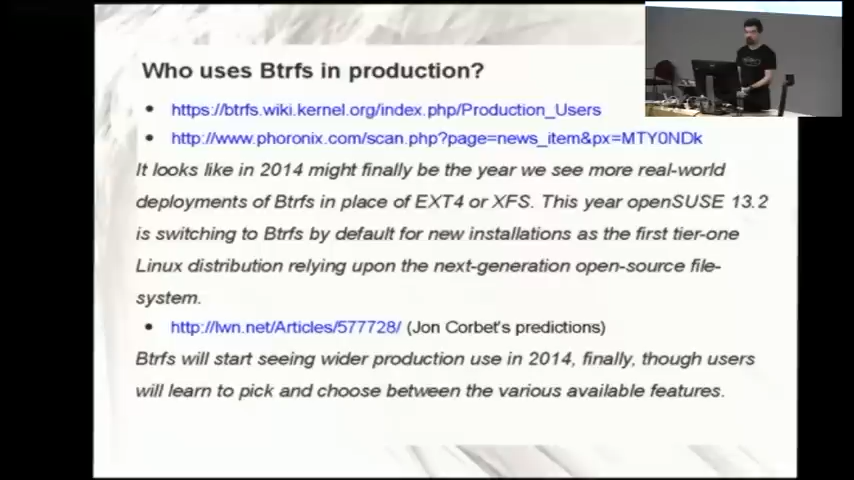 Who uses Btrfs in production?
• https://btrfs.wiki.kernel.org/index.php/Production_Users
• http://www.phoronix.com/scan.php?page=news_item&px=MTY0NDk
It looks like in 2014 might finally be the year we see more real-world
deployments of Btrfs in place of EXT4 or XFS. This year openSUSE 13.2
is switching to Btrfs by default for new installations as the first tier-one
Linux distribution relying upon the next-generation open-source file-
system.
• http://lwn.net/Articles/577728/ (Jon Corbet's predictions)
Btrfs will start seeing wider production use in 2014, finally, though users
will learn to pick and choose between the various available features.